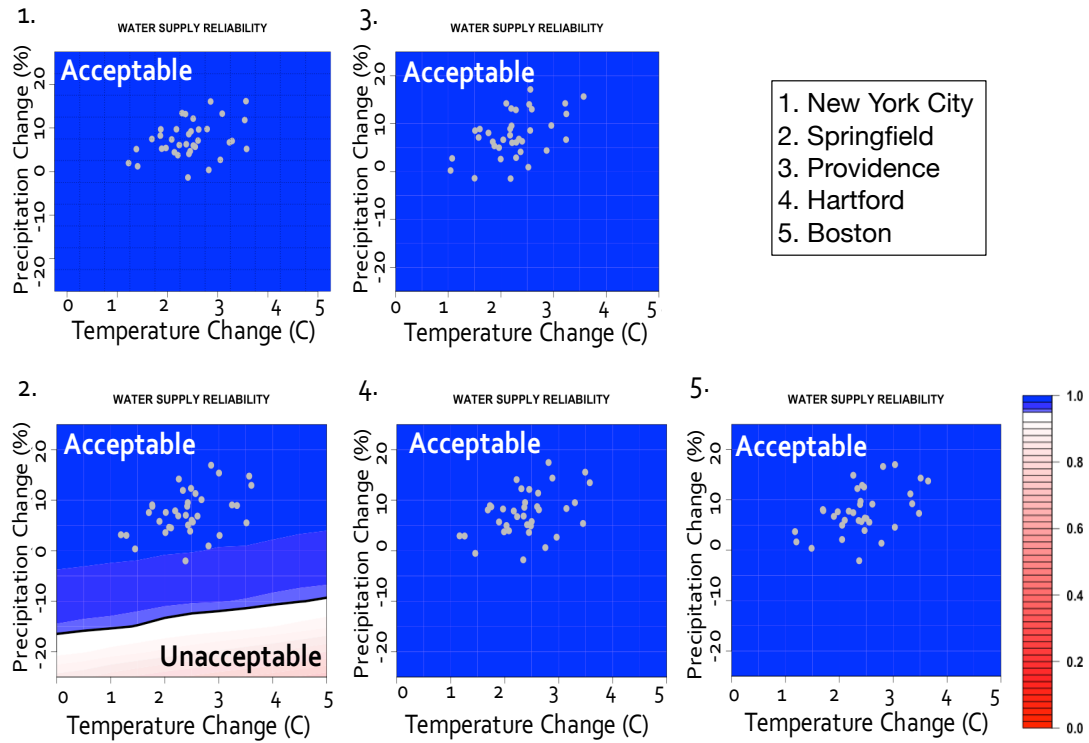 1.
WATER SUPPLY RELIABILITY
Acceptable
Precipitation Change (%)
20
10
0
-10
-20
0 1 2 3 4 5
Temperature Change (C)
3.
WATER SUPPLY RELIABILITY
Acceptable
Precipitation Change (%)
20
10
0
-10
-20
0 1 2 3 4 5
Temperature Change (C)
1. New York City
2. Springfield
3. Providence
4. Hartford
5. Boston
2.
WATER SUPPLY RELIABILITY
Acceptable
Unacceptable
Precipitation Change (%)
20
10
0
-10
-20
0 1 2 3 4 5
Temperature Change (C)
4.
WATER SUPPLY RELIABILITY
Acceptable
Precipitation Change (%)
20
10
0
-10
-20
0 1 2 3 4 5
Temperature Change (C)
5.
WATER SUPPLY RELIABILITY
Acceptable
Precipitation Change (%)
20
10
0
-10
-20
0 1 2 3 4 5
Temperature Change (C)
1.0
0.8
0.6
0.4
0.2
0.0